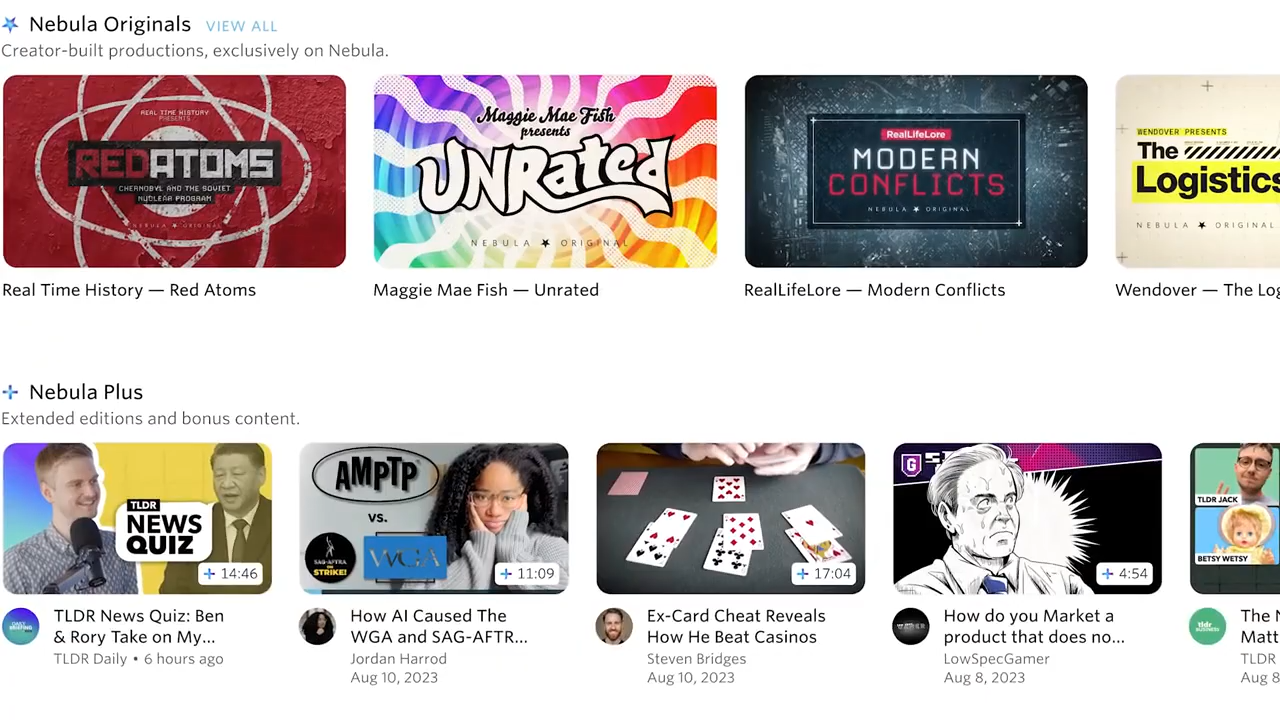 Nebula Originals VIEW ALL
Creator-built productions, exclusively on Nebula.
REAL TIME HISTORY
PRESENTS
RED ATOMS
CHERNOBYL AND THE SOVIET
NUCLEAR PROGRAM
NEBULA ORIGINAL
Maggie Mae Fish
presents
UNRated
NEBULA ORIGINAL
RealLifeLore
MODERN
CONFLICTS
NEBULA ORIGINAL
WENDOVER PRESENTS
The
Logistics
NEBULA ORIGINAL
Real Time History — Red Atoms
Maggie Mae Fish — Unrated
RealLifeLore — Modern Conflicts
Wendover — The Log
Nebula Plus
Extended editions and bonus content.
TLDR
NEWS
QUIZ
14:46
AMPTP
VS.
SAG-AFTRA
ON
STRIKE!
WGA
11:09
17:04
4:54
TLDR JACK
BETSY WETSY
TLDR News Quiz: Ben
& Rory Take on My...
TLDR Daily • 6 hours ago
How AI Caused The
WGA and SAG-AFTR...
Jordan Harrod
Aug 10, 2023
Ex-Card Cheat Reveals
How He Beat Casinos
Steven Bridges
Aug 10, 2023
How do you Market a
product that does no...
LowSpecGamer
Aug 8, 2023
tldr
BUSINESS
The N
Matt
TLDR
Aug 8